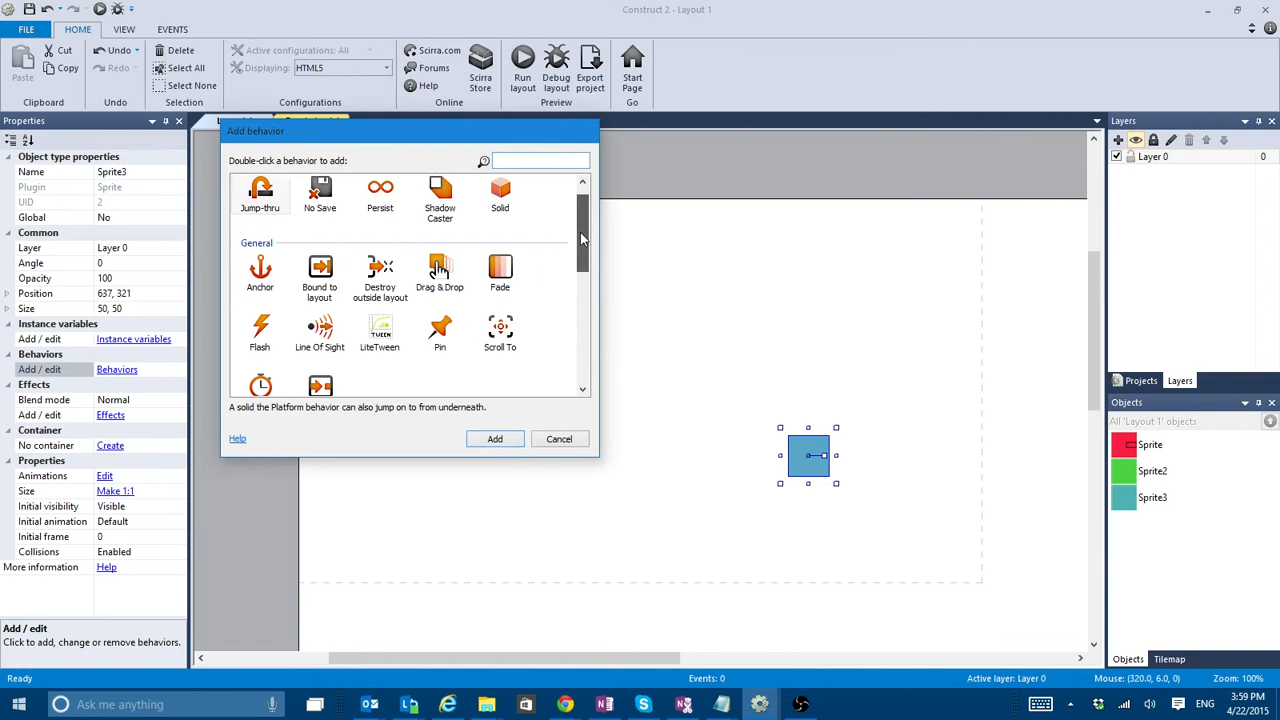 Construct 2 - Layout 1
FILE HOME VIEW EVENTS
Paste Cut Copy Clipboard
Undo Redo Undo
Delete Select All Select None Selection
Active configurations: All
Displaying: HTML5
Configurations
Scirra.com Forums Help Scirra Store Online
Run layout Debug layout Export project Preview
Start Page Go
Properties
Object type properties
Name Sprite3
Plugin Sprite
UID 2
Global No
Common
Layer Layer 0
Angle 0
Opacity 100
Position 637, 321
Size 50, 50
Instance variables
Add / edit Instance variables
Behaviors
Add / edit Behaviors
Effects
Blend mode Normal
Add / edit Effects
Container
No container Create
Properties
Animations Edit
Size Make 1:1
Initial visibility Visible
Initial animation Default
Initial frame 0
Collisions Enabled
More information Help
Add / edit
Click to add, change or remove behaviors.
Add behavior
Double-click a behavior to add:
Jump-thru No Save Persist Shadow Caster Solid
General
Anchor Bound to layout Destroy outside layout Drag & Drop Fade
Flash Line Of Sight TWEEN LiteTween Pin Scroll To
A solid the Platform behavior can also jump on to from underneath.
Help Add Cancel
Layers
Layer 0 0
Projects Layers
Objects
All 'Layout 1' objects
Sprite
Sprite2
Sprite3
Objects Tilemap
Ready Events: 0 Active layer: Layer 0 Mouse: (320.0, 6.0, 0) Zoom: 100%
Ask me anything
ENG 3:59 PM
4/22/2015